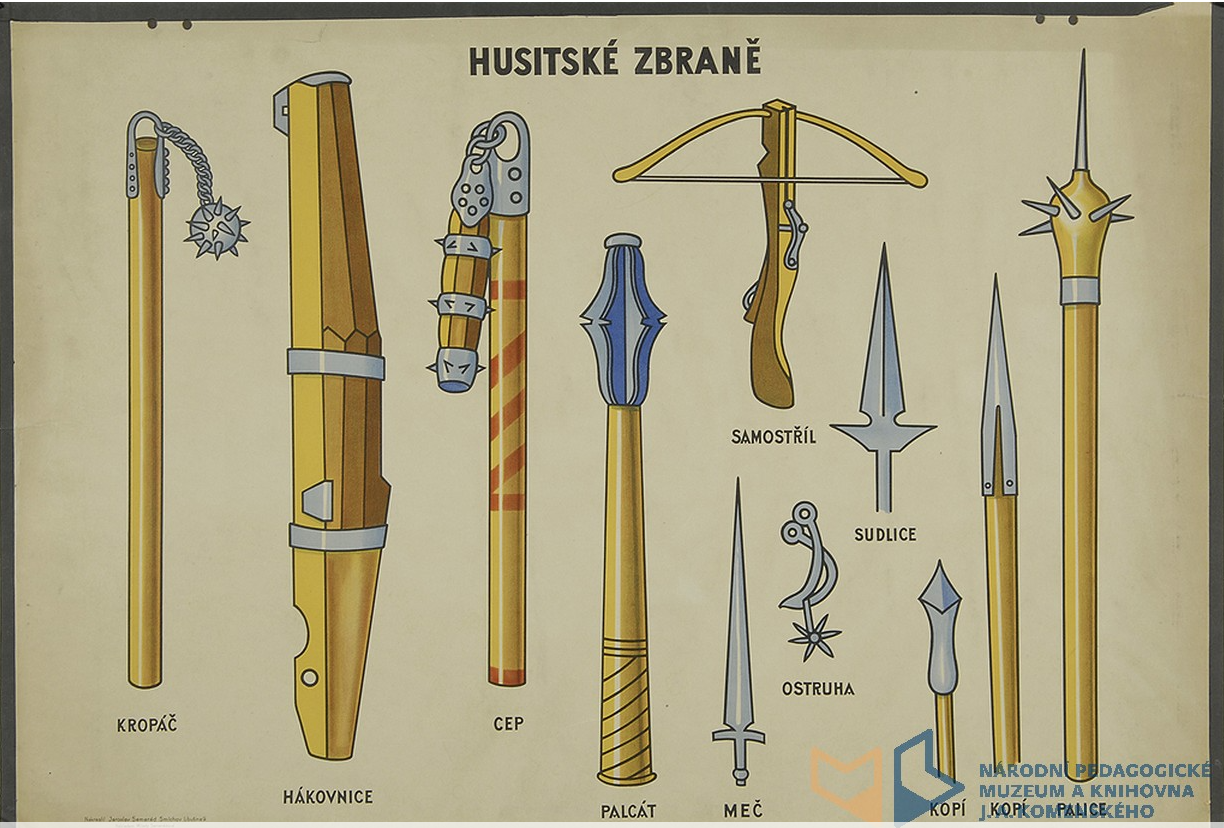 HUSITSKÉ ZBRANĚ
SAMOSTŘÍL
SUDLICE
OSTRUHA
KROPÁČ
CEP
HÁKOVNICE
PALCÁT
MEČ
KOPÍ
KOPÍ
PALICE
NÁRODNÍ PEDAGOGICKÉ
MUZEUM A KNIHOVNA
J. A. KOMENSKÉHO